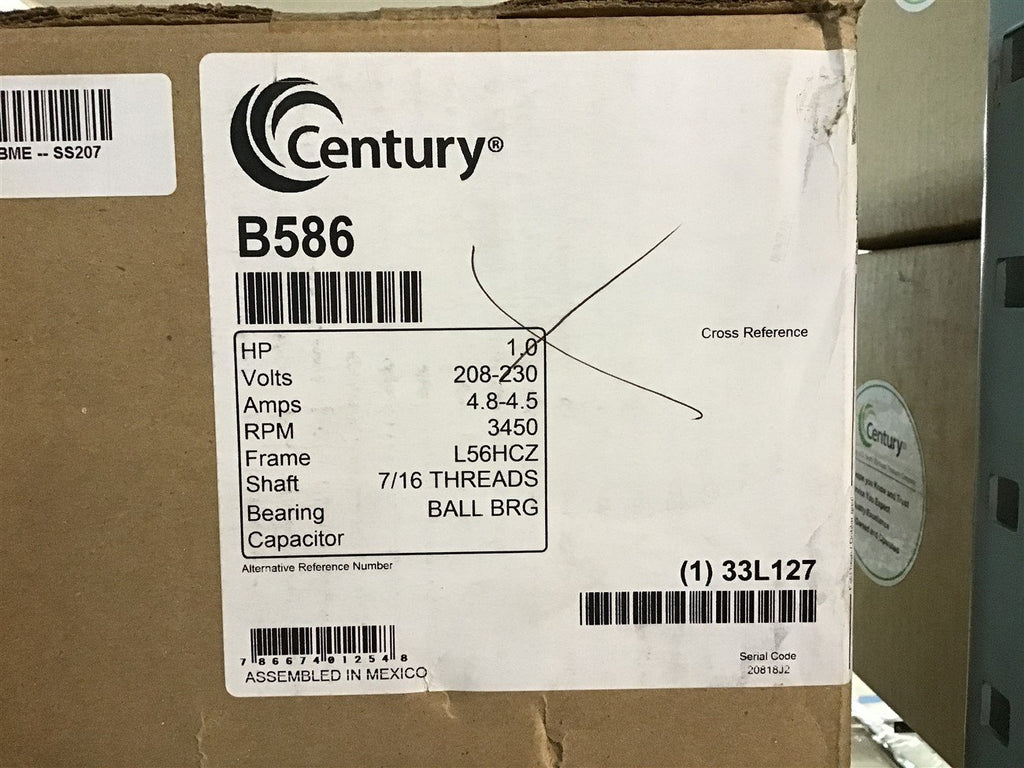 BME -- SS207
Century®
B586
HP 1.0
Volts 208-230
Amps 4.8-4.5
RPM 3450
Frame L56HCZ
Shaft 7/16 THREADS
Bearing BALL BRG
Capacitor
Cross Reference
Alternative Reference Number
(1) 33L127
7 86674 01254 8
ASSEMBLED IN MEXICO
Serial Code
20818J2
Century